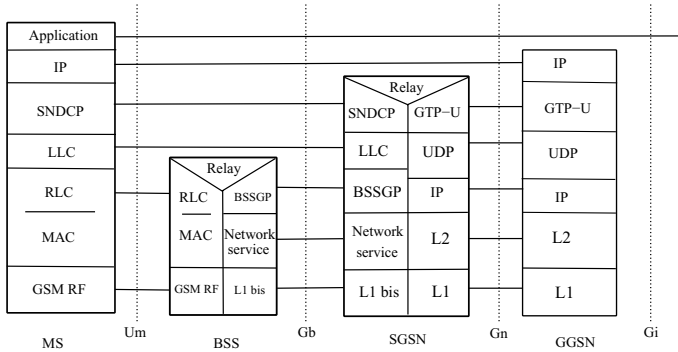 Application
IP
SNDCP
LLC
RLC
MAC
GSM RF
MS
Um
Relay
RLC
BSSGP
MAC
Network
service
GSM RF
L1 bis
BSS
Gb
Relay
SNDCP
GTP−U
LLC
UDP
BSSGP
IP
Network
service
L2
L1 bis
L1
SGSN
Gn
IP
GTP−U
UDP
IP
L2
L1
GGSN
Gi